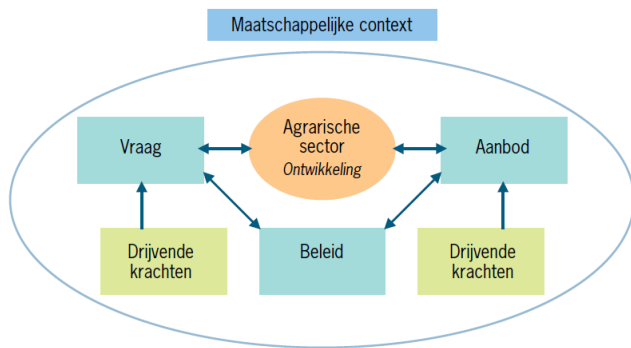 Maatschappelijke context
Agrarische
sector
Ontwikkeling
Vraag
Aanbod
Drijvende
krachten
Beleid
Drijvende
krachten